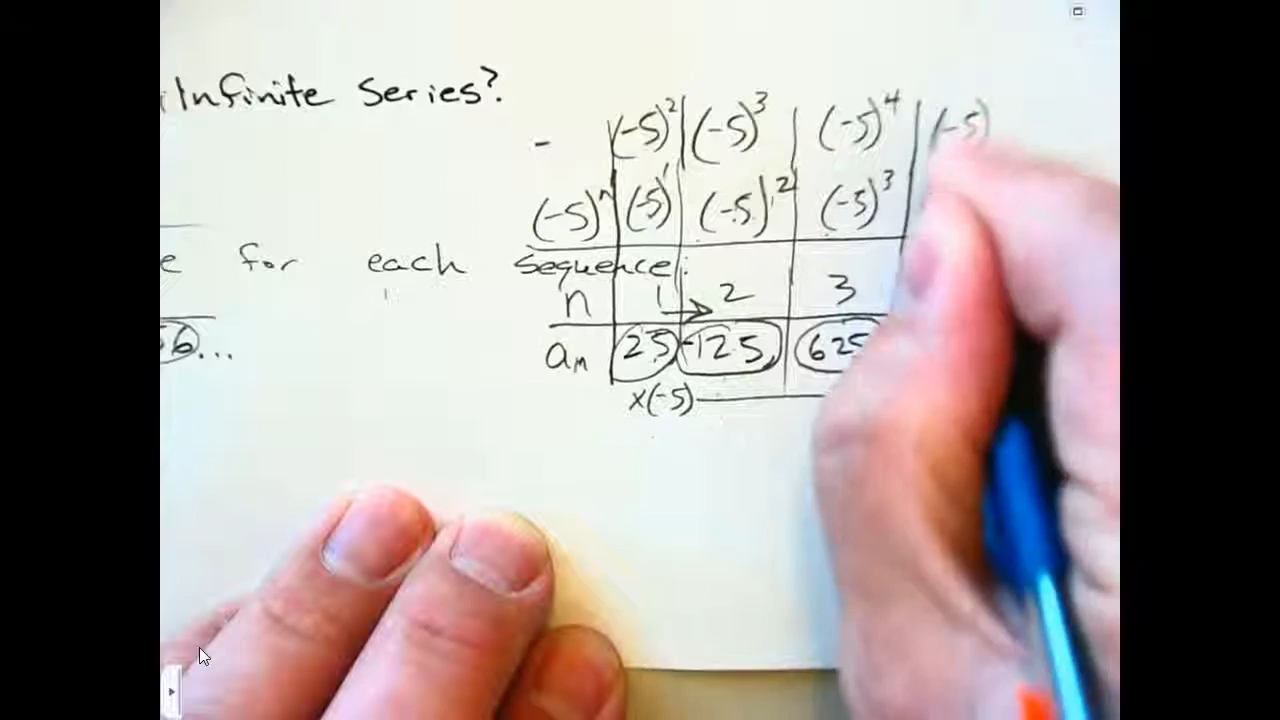 Infinite Series?
- (-5)² (-5)³ (-5)⁴ (-5)
(-5)ⁿ (-5)¹ (-5)² (-5)³
for each sequence:
n 1 → 2 3
6... aₙ 25 -125 625
x(-5)